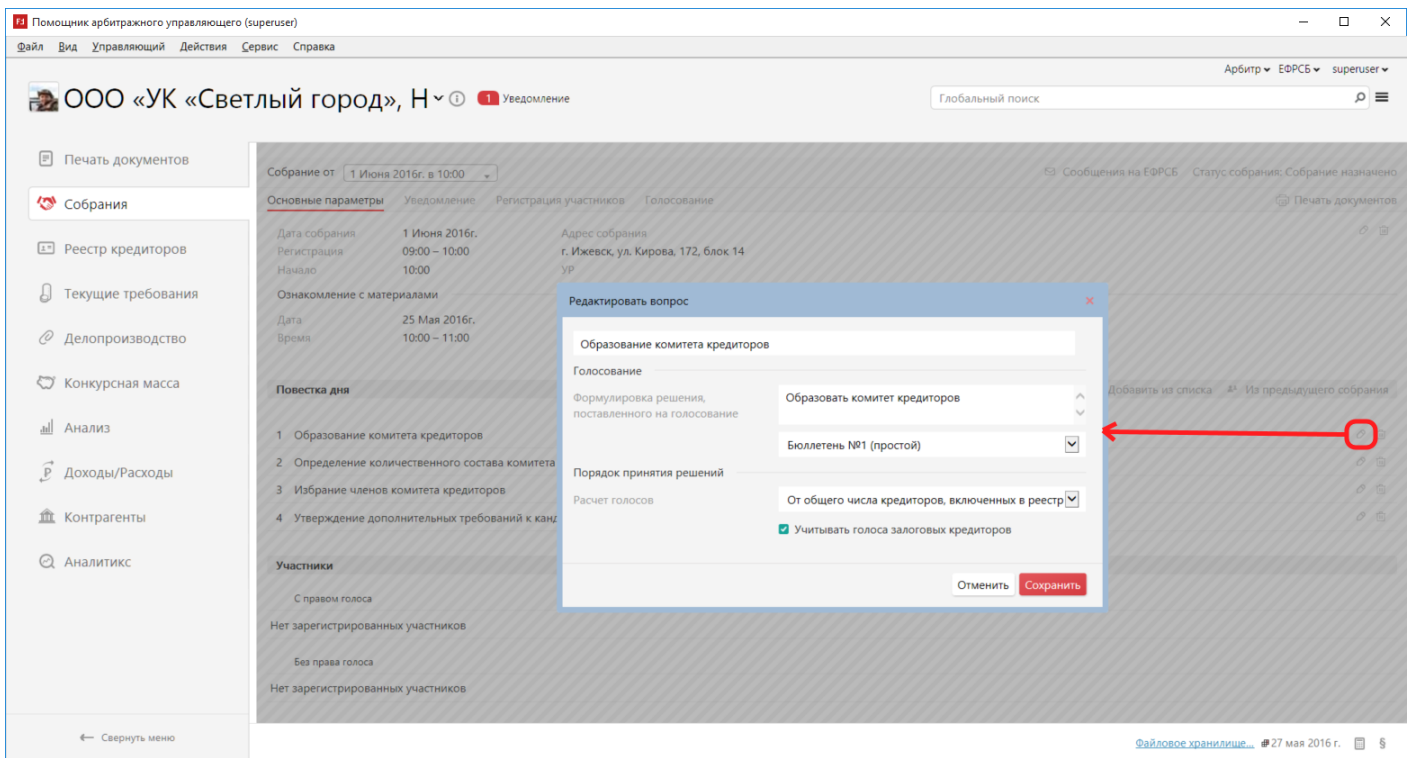 Помощник арбитражного управляющего (superuser)
Файл Вид Управляющий Действия Сервис Справка
Арбитр ЕФРСБ superuser
ООО «УК «Светлый город», Н 1 Уведомление
Глобальный поиск
Печать документов
Собрания
Реестр кредиторов
Текущие требования
Делопроизводство
Конкурсная масса
Анализ
Доходы/Расходы
Контрагенты
Аналитикс
Свернуть меню
Собрание от 1 Июня 2016г. в 10:00 Сообщения на ЕФРСБ Статус собрания: Собрание назначено
Основные параметры Уведомление Регистрация участников Голосование Печать документов
Дата собрания 1 Июня 2016г. Адрес собрания
Регистрация 09:00 – 10:00 г. Ижевск, ул. Кирова, 172, блок 14
Начало 10:00 УР
Ознакомление с материалами
Дата 25 Мая 2016г.
Время 10:00 – 11:00
Повестка дня Добавить из списка Из предыдущего собрания
1 Образование комитета кредиторов
2 Определение количественного состава комитета
3 Избрание членов комитета кредиторов
4 Утверждение дополнительных требований к канд
Участники
С правом голоса
Нет зарегистрированных участников
Без права голоса
Нет зарегистрированных участников
Редактировать вопрос
Образование комитета кредиторов
Голосование
Формулировка решения, Образовать комитет кредиторов
поставленного на голосование
Бюллетень №1 (простой)
Порядок принятия решений
Расчет голосов От общего числа кредиторов, включенных в реестр
Учитывать голоса залоговых кредиторов
Отменить Сохранить
Файловое хранилище... 27 мая 2016 г. §